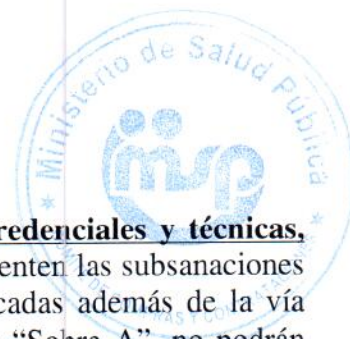 Ministerio de Salud Pública
msp
redenciales y técnicas,
enten las subsanaciones
cadas además de la vía
"Sobre A", no podrán